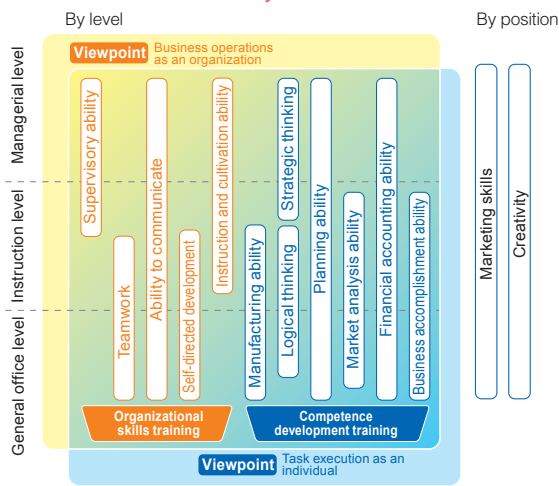 By level
By position
Viewpoint
Business operations
as an organization
Managerial level
Instruction level
General office level
Supervisory ability
Teamwork
Ability to communicate
Self-directed development
Instruction and cultivation ability
Manufacturing ability
Strategic thinking
Logical thinking
Planning ability
Market analysis ability
Financial accounting ability
Business accomplishment ability
Marketing skills
Creativity
Organizational
skills training
Competence
development training
Viewpoint
Task execution as an
individual